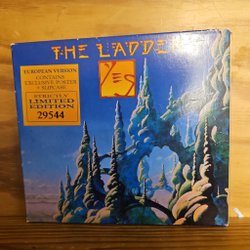 THE LADDER
YES
EUROPEAN VERSION
CONTAINS
EXCLUSIVE POSTER
+ SLIPCASE
STRICTLY
LIMITED
EDITION
29544